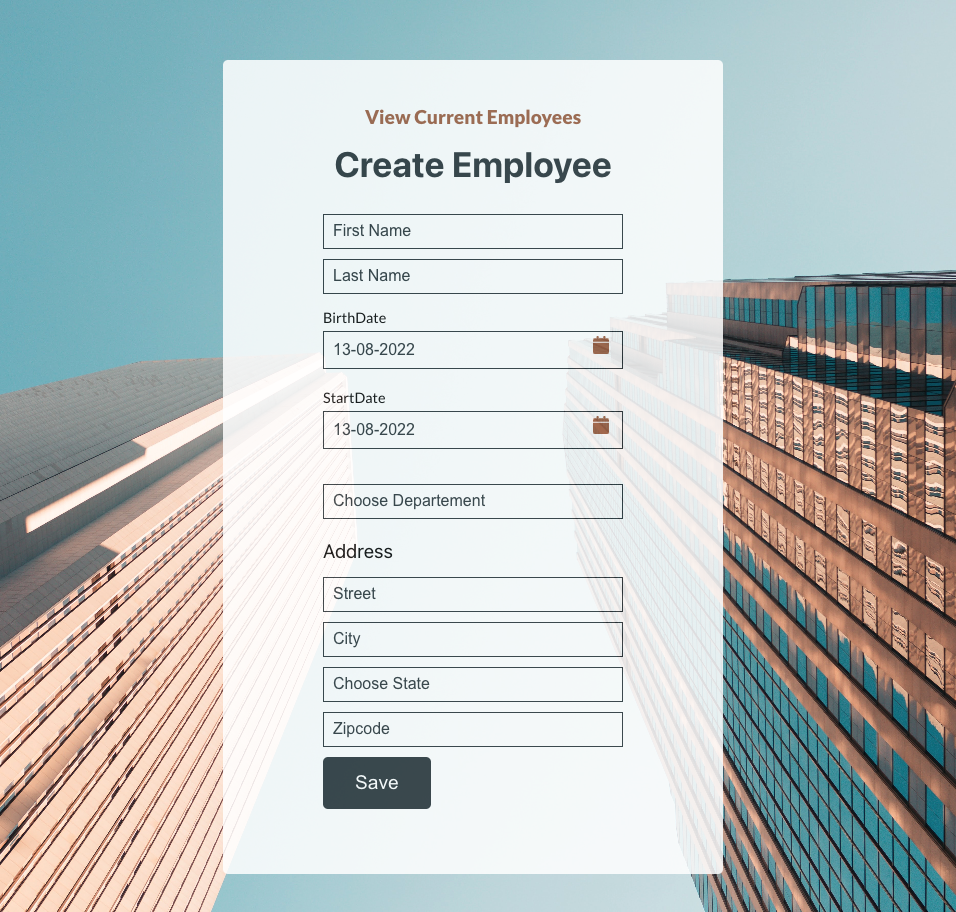 View Current Employees
Create Employee
First Name
Last Name
BirthDate
13-08-2022
StartDate
13-08-2022
Choose Departement
Address
Street
City
Choose State
Zipcode
Save